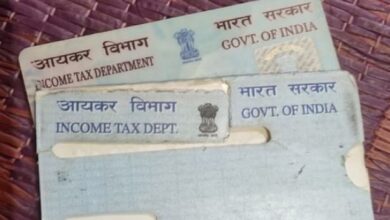 आयकर विभाग भारत सरकार
INCOME TAX DEPARTMENT GOVT. OF INDIA
आयकर विभाग भारत सरकार
INCOME TAX DEPT. GOVT. OF INDIA